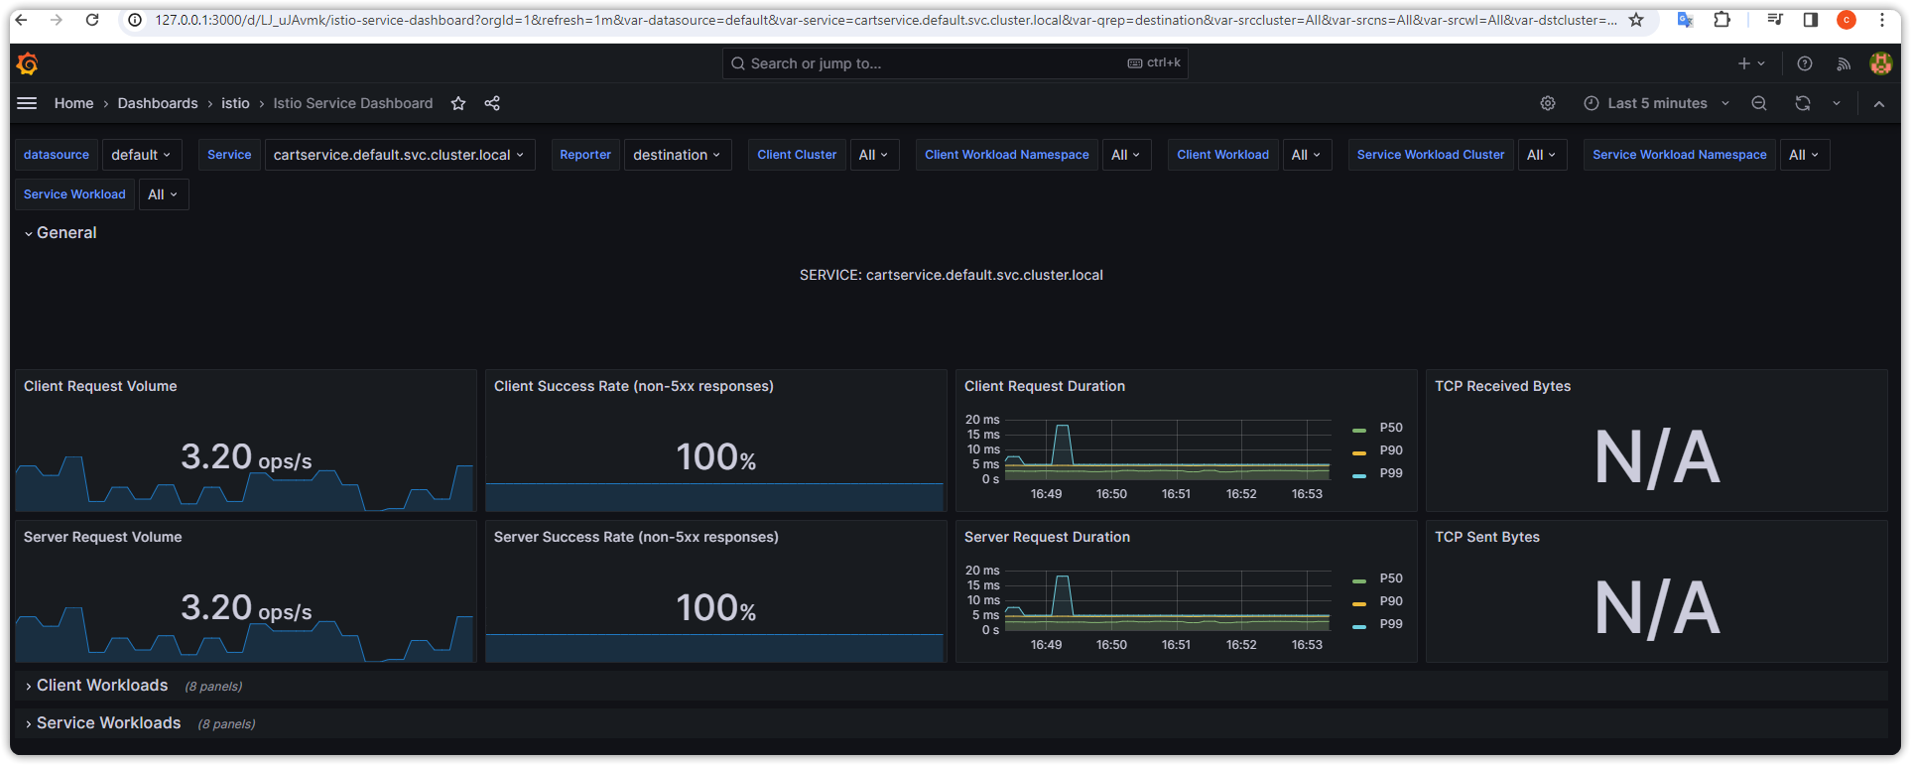 127.0.0.1:3000/d/LJ_uJAvmk/istio-service-dashboard?orgId=1&refresh=1m&var-datasource=default&var-service=cartservice.default.svc.cluster.local&var-qrep=destination&var-srccluster=All&var-srcns=All&var-srcwl=All&var-dstcluster=...
C
Search or jump to...
ctrl+k
Home › Dashboards › istio › Istio Service Dashboard
Last 5 minutes
datasource default Service cartservice.default.svc.cluster.local Reporter destination Client Cluster All Client Workload Namespace All Client Workload All Service Workload Cluster All Service Workload Namespace All
Service Workload All
General
SERVICE: cartservice.default.svc.cluster.local
Client Request Volume
3.20 ops/s
Client Success Rate (non-5xx responses)
100%
Client Request Duration
20 ms
15 ms
10 ms
5 ms
0 s
16:49 16:50 16:51 16:52 16:53
P50
P90
P99
TCP Received Bytes
N/A
Server Request Volume
3.20 ops/s
Server Success Rate (non-5xx responses)
100%
Server Request Duration
20 ms
15 ms
10 ms
5 ms
0 s
16:49 16:50 16:51 16:52 16:53
P50
P90
P99
TCP Sent Bytes
N/A
Client Workloads (8 panels)
Service Workloads (8 panels)